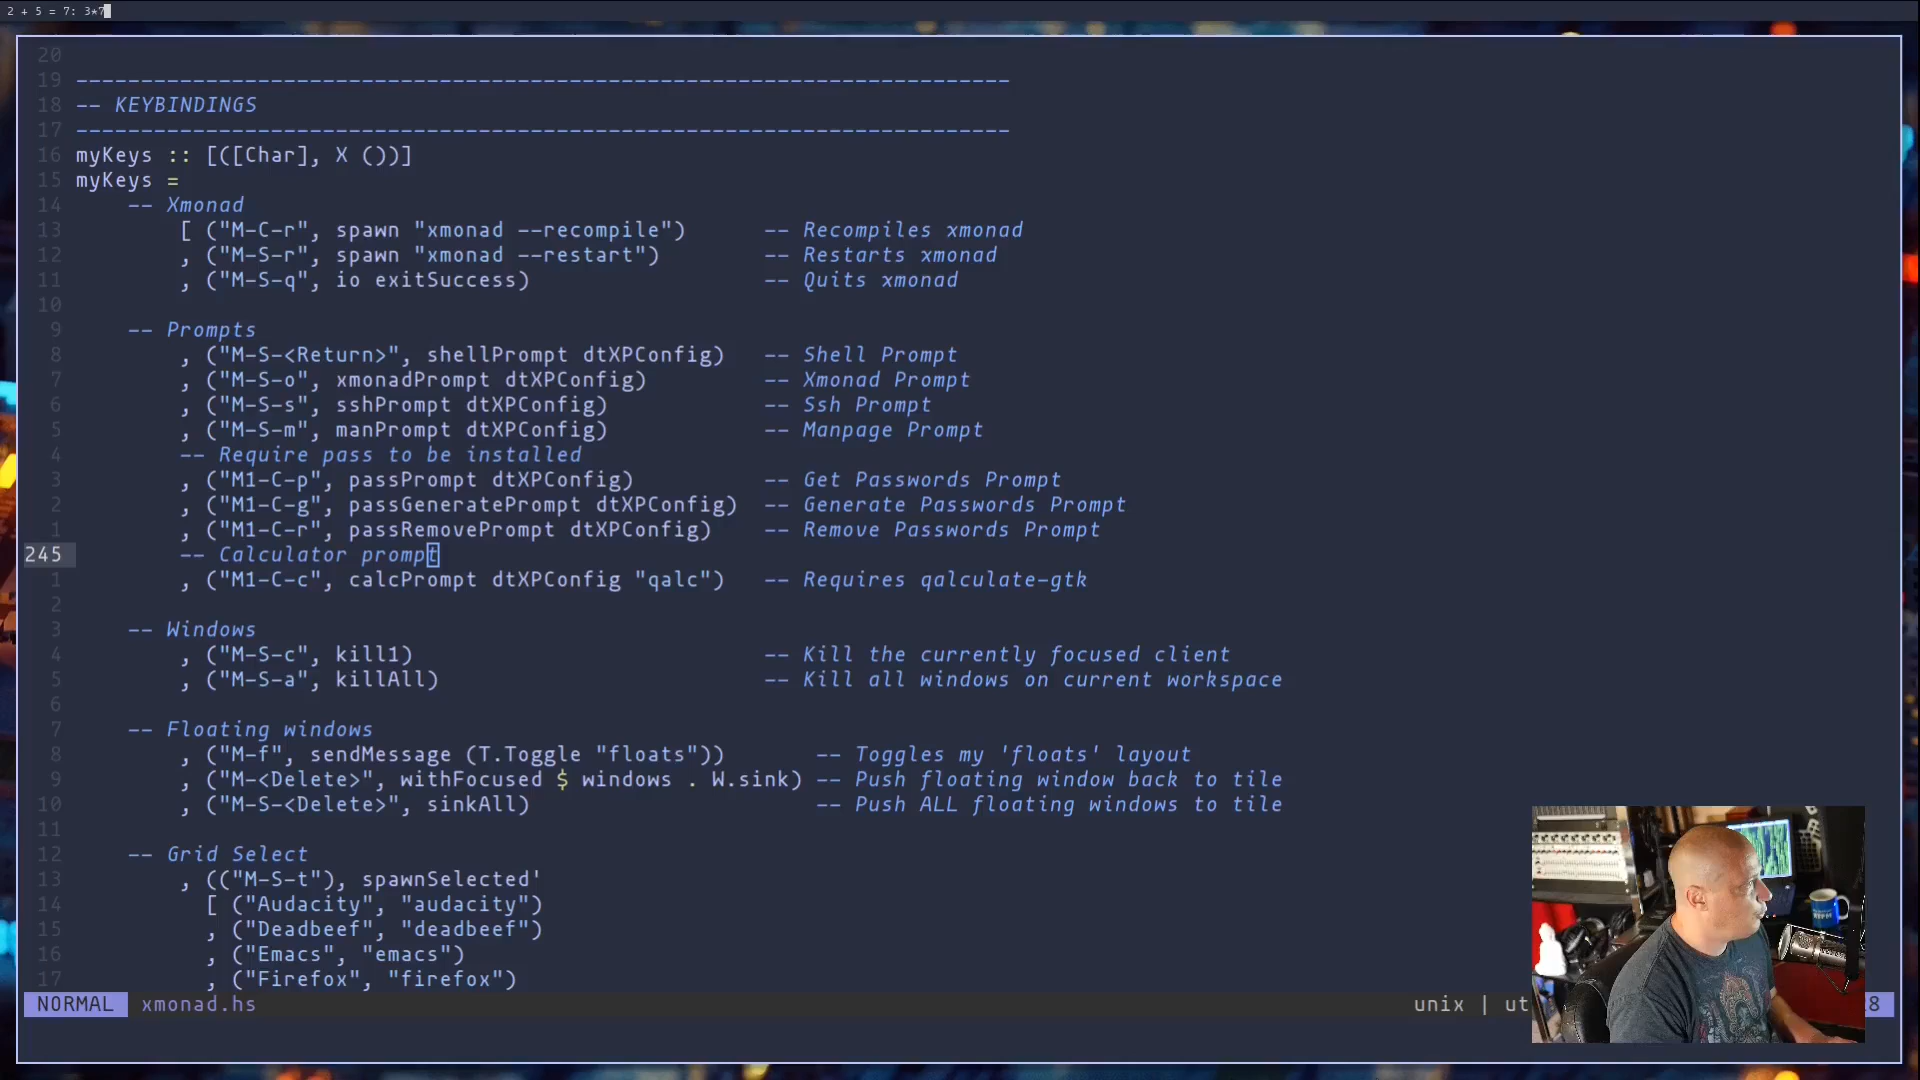 2 + 5 = 7: 3*7
20
19 ------------------------------------------------------------------------
18 -- KEYBINDINGS
17 ------------------------------------------------------------------------
16 myKeys :: [([Char], X ())]
15 myKeys =
14 -- Xmonad
13 [ ("M-C-r", spawn "xmonad --recompile") -- Recompiles xmonad
12 , ("M-S-r", spawn "xmonad --restart") -- Restarts xmonad
11 , ("M-S-q", io exitSuccess) -- Quits xmonad
10
9 -- Prompts
8 , ("M-S-<Return>", shellPrompt dtXPConfig) -- Shell Prompt
7 , ("M-S-o", xmonadPrompt dtXPConfig) -- Xmonad Prompt
6 , ("M-S-s", sshPrompt dtXPConfig) -- Ssh Prompt
5 , ("M-S-m", manPrompt dtXPConfig) -- Manpage Prompt
4 -- Require pass to be installed
3 , ("M1-C-p", passPrompt dtXPConfig) -- Get Passwords Prompt
2 , ("M1-C-g", passGeneratePrompt dtXPConfig) -- Generate Passwords Prompt
1 , ("M1-C-r", passRemovePrompt dtXPConfig) -- Remove Passwords Prompt
245 -- Calculator prompt
1 , ("M1-C-c", calcPrompt dtXPConfig "qalc") -- Requires qalculate-gtk
2
3 -- Windows
4 , ("M-S-c", kill1) -- Kill the currently focused client
5 , ("M-S-a", killAll) -- Kill all windows on current workspace
6
7 -- Floating windows
8 , ("M-f", sendMessage (T.Toggle "floats")) -- Toggles my 'floats' layout
9 , ("M-<Delete>", withFocused $ windows . W.sink) -- Push floating window back to tile
10 , ("M-S-<Delete>", sinkAll) -- Push ALL floating windows to tile
11
12 -- Grid Select
13 , (("M-S-t"), spawnSelected'
14 [ ("Audacity", "audacity")
15 , ("Deadbeef", "deadbeef")
16 , ("Emacs", "emacs")
17 , ("Firefox", "firefox")
NORMAL xmonad.hs unix | ut 8